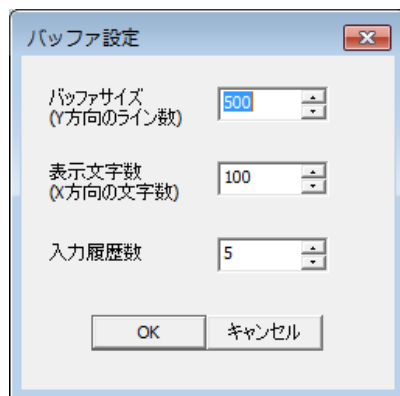 バッファ設定
バッファサイズ
(Y方向のライン数)
500
表示文字数
(X方向の文字数)
100
入力履歴数
5
OK
キャンセル